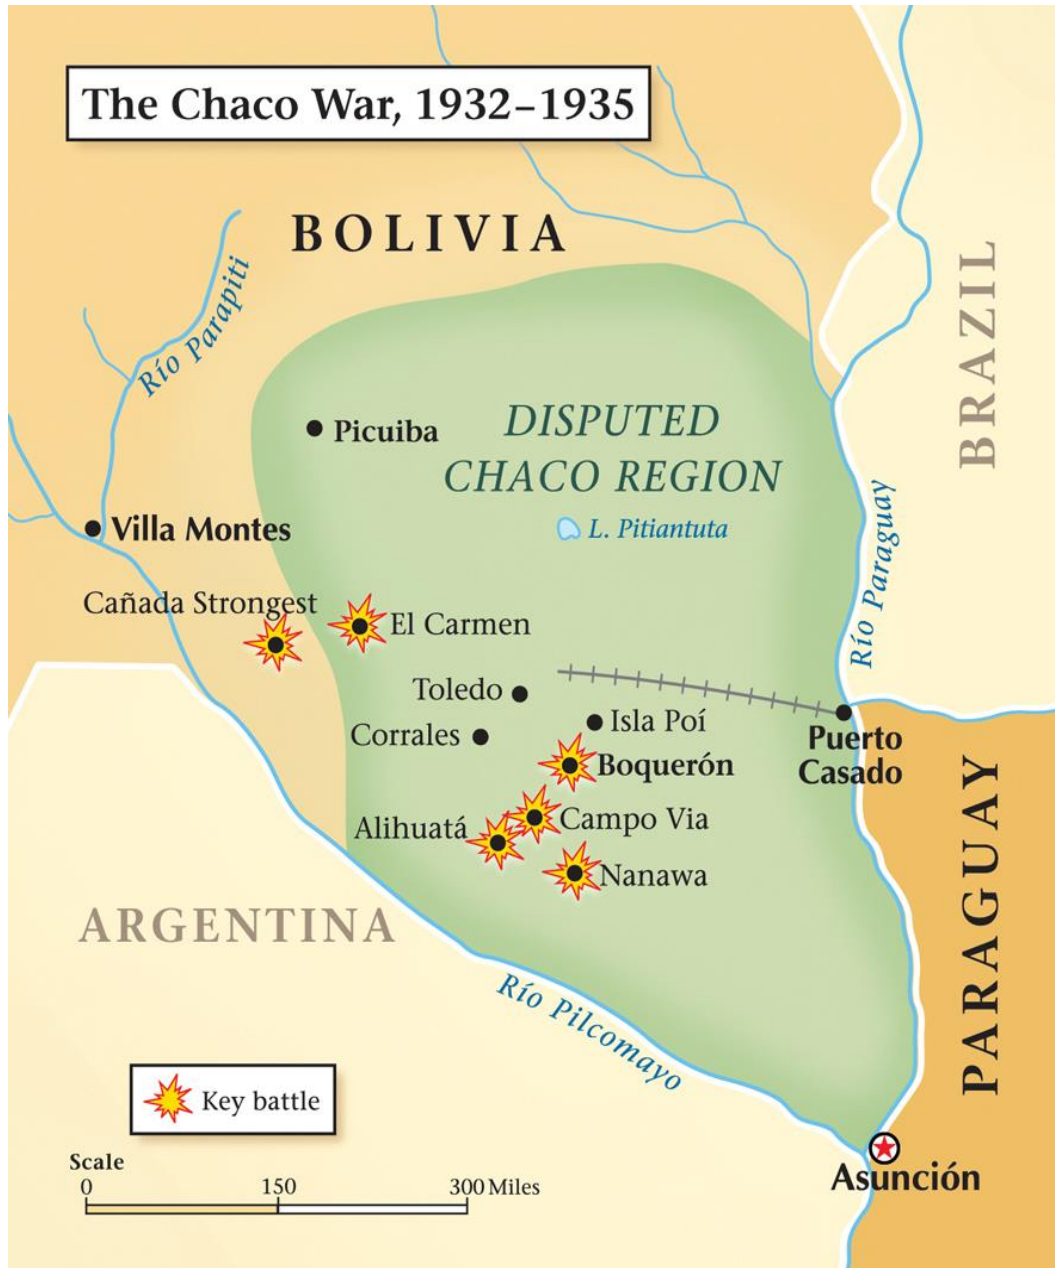 The Chaco War, 1932–1935
BOLIVIA
BRAZIL
Río Parapiti
DISPUTED
CHACO REGION
Picuiba
L. Pitiantuta
Villa Montes
Río Paraguay
Cañada Strongest
El Carmen
Toledo
Isla Poí
Corrales
Puerto
Casado
Boquerón
Campo Via
Alihuatá
Nanawa
PARAGUAY
ARGENTINA
Río Pilcomayo
Key battle
Asunción
Scale
0 150 300 Miles